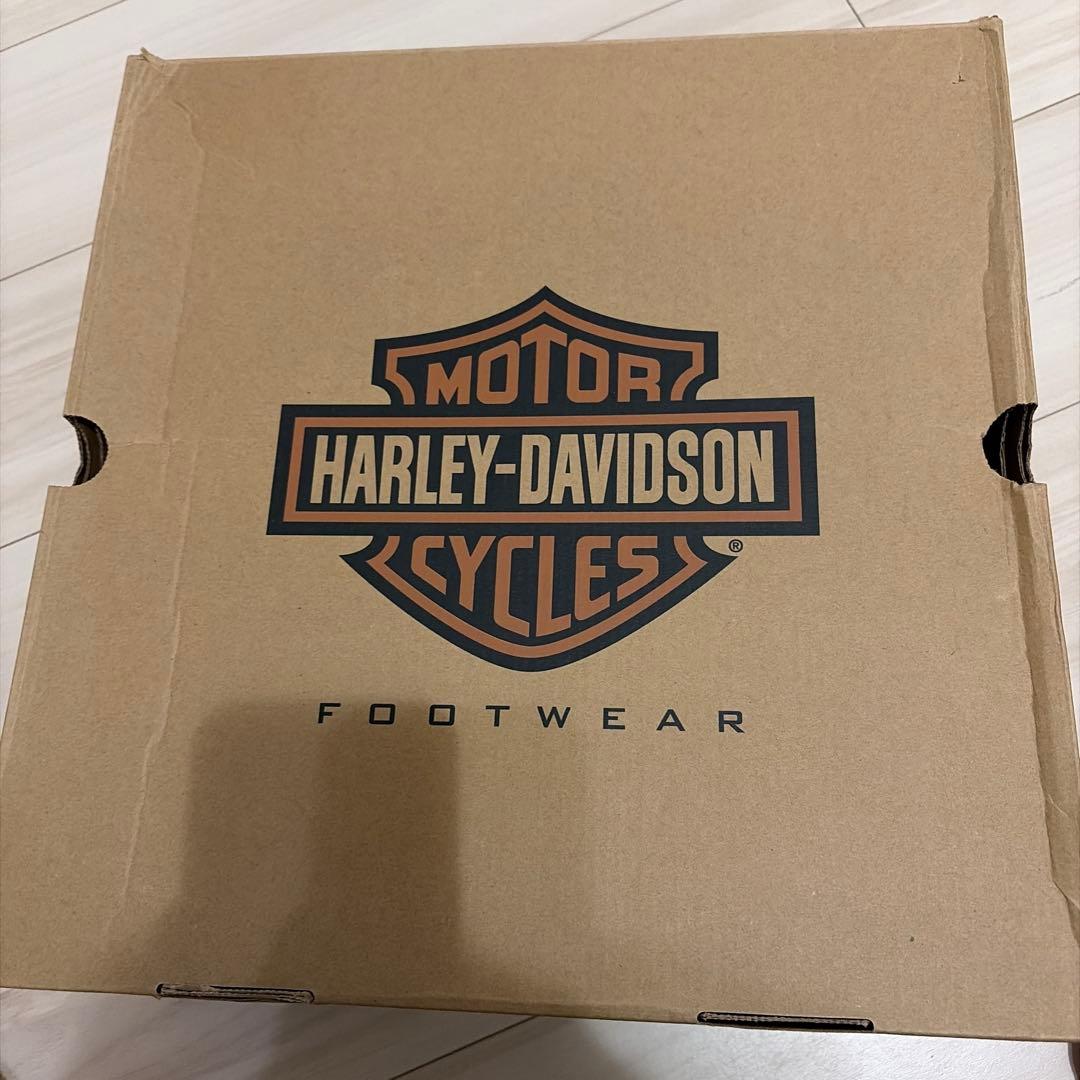 MOTOR
HARLEY-DAVIDSON
CYCLES
®
FOOTWEAR